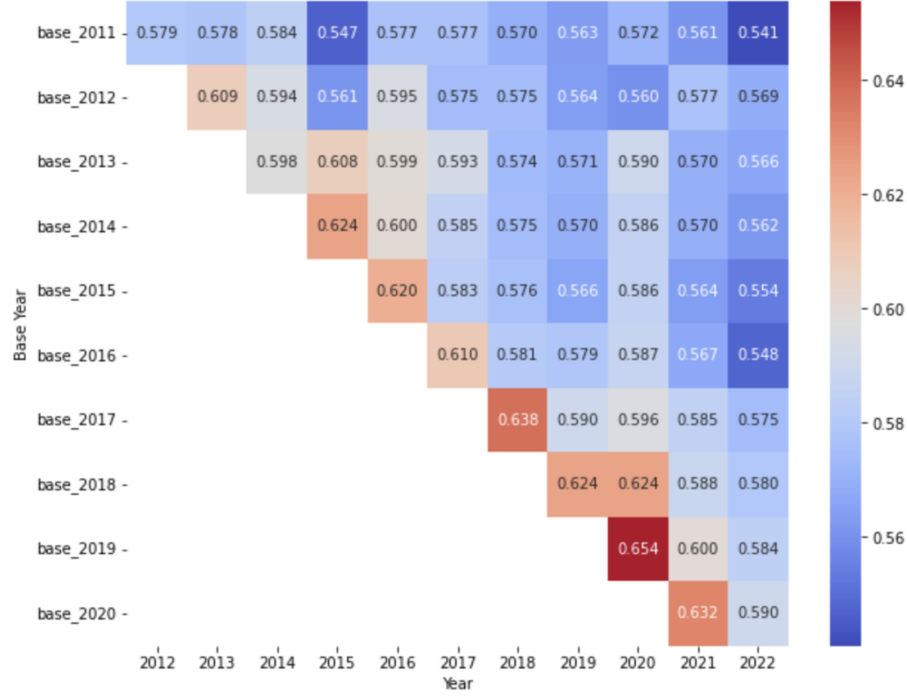 base_2011 0.579 0.578 0.584 0.547 0.577 0.577 0.570 0.563 0.572 0.561 0.541
base_2012 - 0.609 0.594 0.561 0.595 0.575 0.575 0.564 0.560 0.577 0.569
base_2013 - 0.598 0.608 0.599 0.593 0.574 0.571 0.590 0.570 0.566
base_2014 - 0.624 0.600 0.585 0.575 0.570 0.586 0.570 0.562
base_2015 - 0.620 0.583 0.576 0.566 0.586 0.564 0.554
base_2016 - 0.610 0.581 0.579 0.587 0.567 0.548
base_2017 - 0.638 0.590 0.596 0.585 0.575
base_2018 - 0.624 0.624 0.588 0.580
base_2019 - 0.654 0.600 0.584
base_2020 - 0.632 0.590
2012 2013 2014 2015 2016 2017 2018 2019 2020 2021 2022
Year
Base Year
0.64
0.62
0.60
0.58
0.56